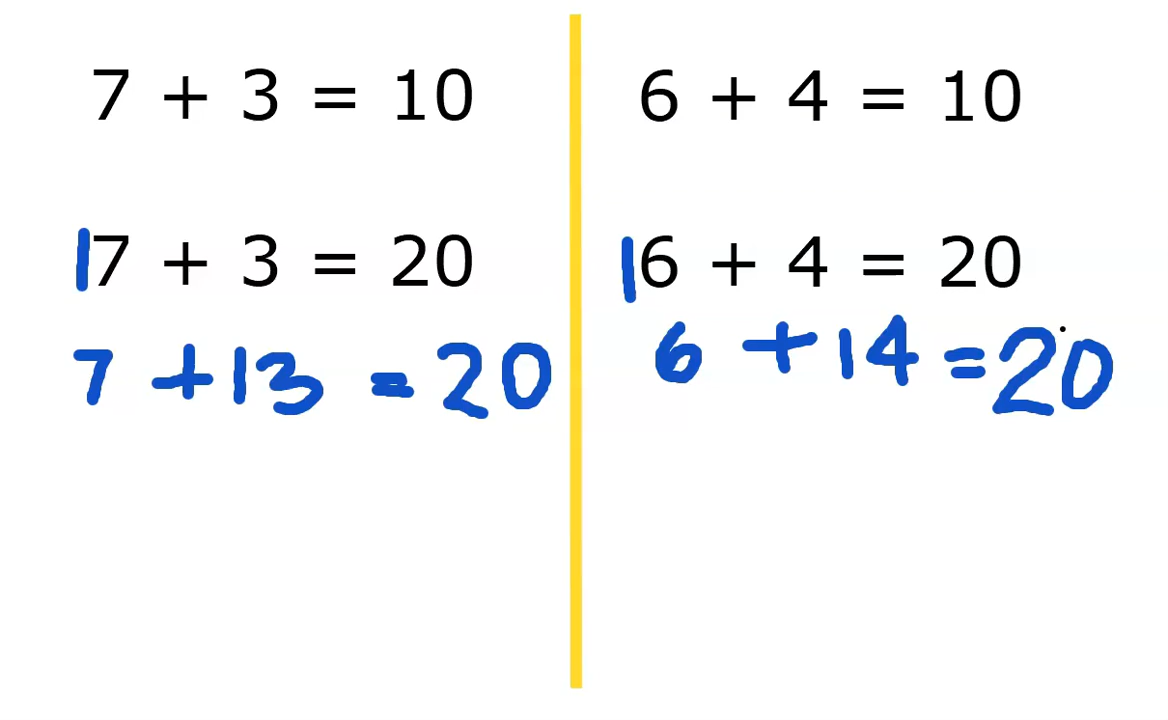 7 + 3 = 10
17 + 3 = 20
7 + 13 = 20
6 + 4 = 10
16 + 4 = 20
6 + 14 = 20